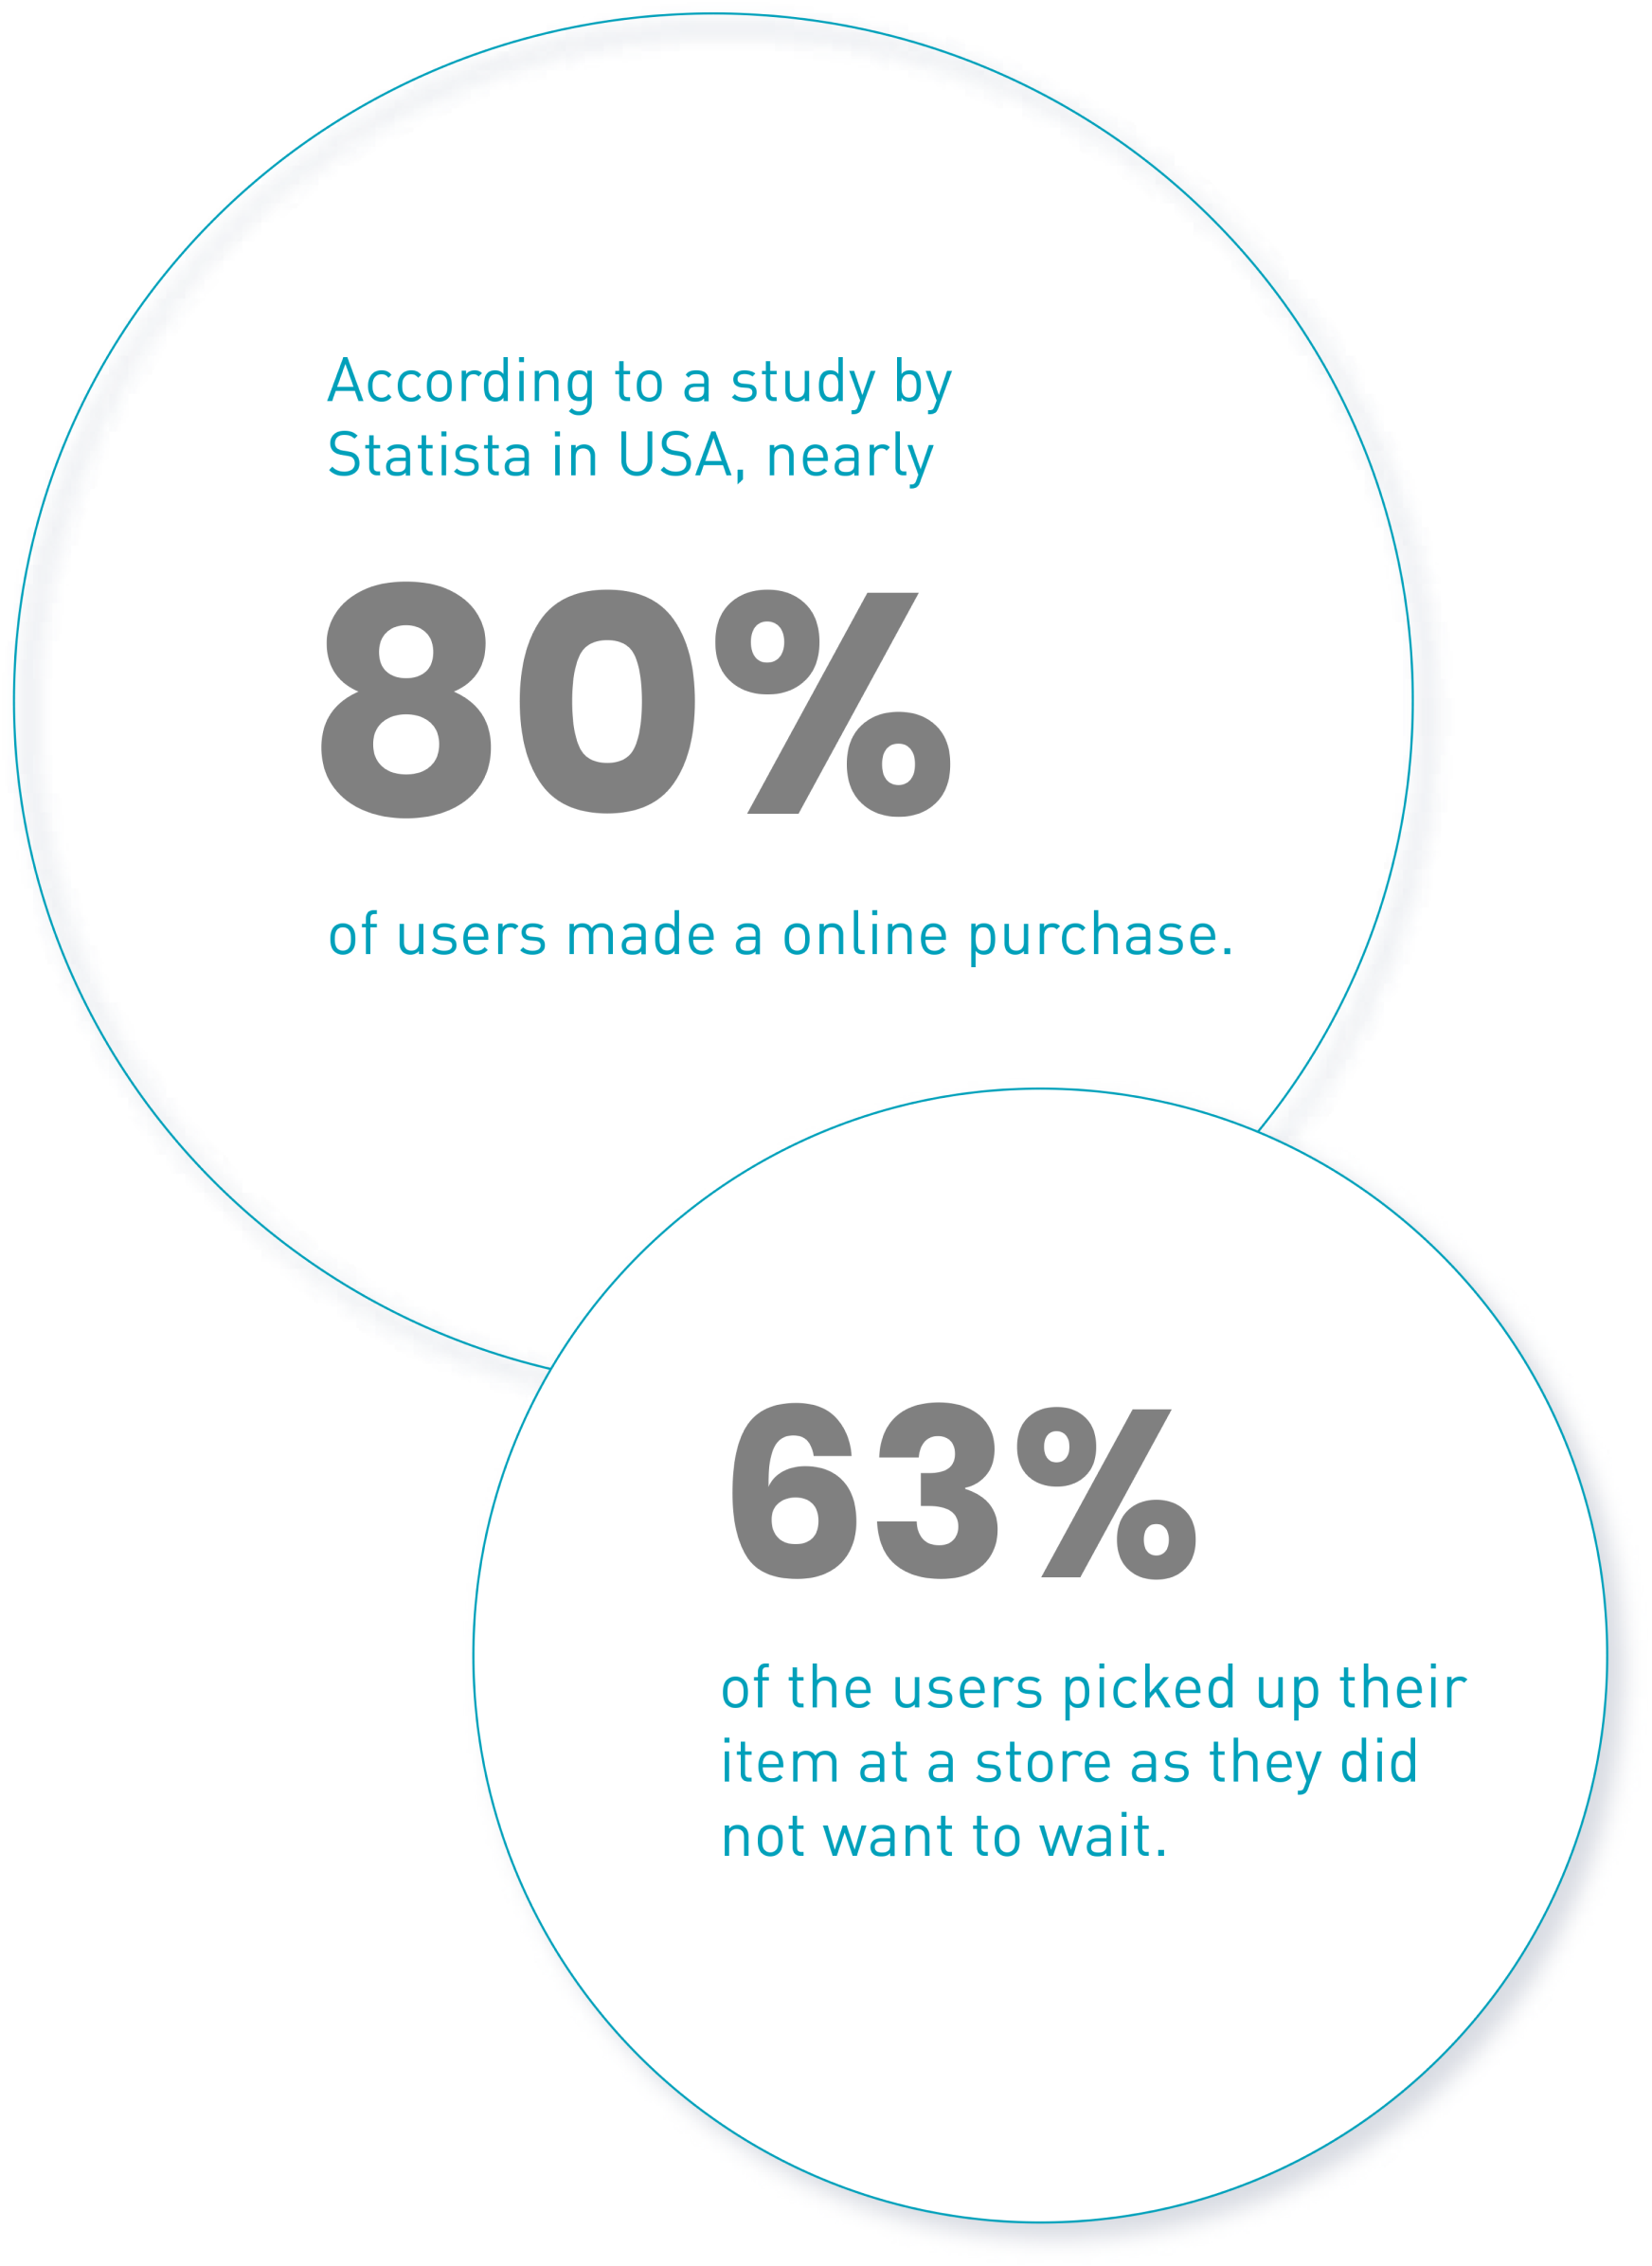 According to a study by
Statista in USA, nearly
80%
of users made a online purchase.
63%
of the users picked up their
item at a store as they did
not want to wait.